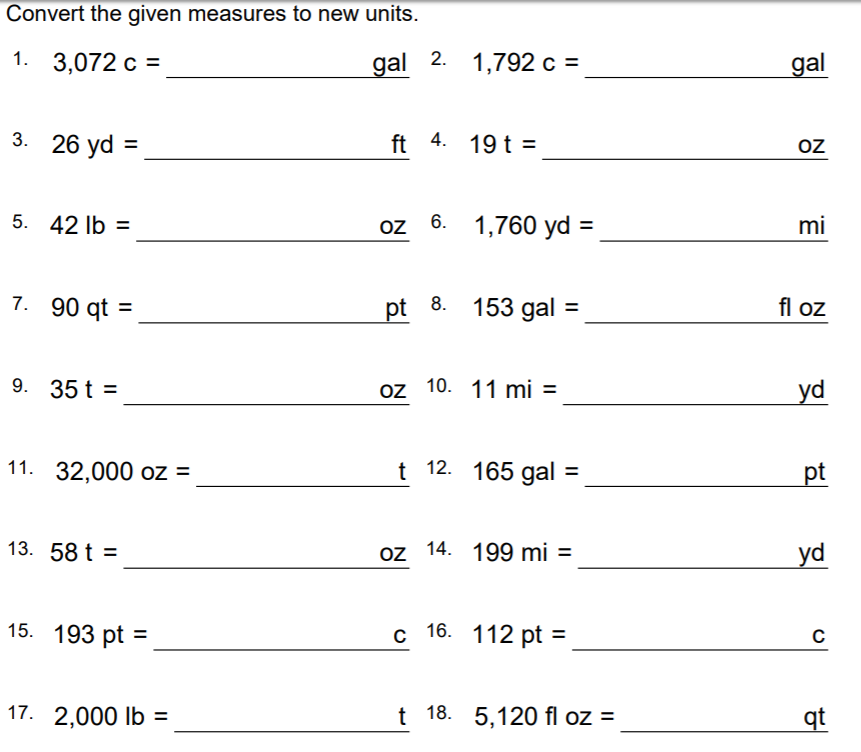 Convert the given measures to new units.
1. 3,072 c = gal 2. 1,792 c = gal
3. 26 yd = ft 4. 19 t = oz
5. 42 lb = oz 6. 1,760 yd = mi
7. 90 qt = pt 8. 153 gal = fl oz
9. 35 t = oz 10. 11 mi = yd
11. 32,000 oz = t 12. 165 gal = pt
13. 58 t = oz 14. 199 mi = yd
15. 193 pt = c 16. 112 pt = c
17. 2,000 lb = t 18. 5,120 fl oz = qt